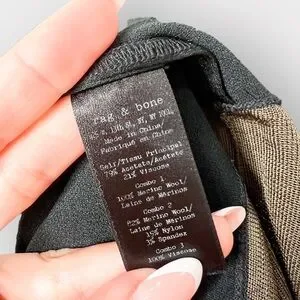 rag & bone
Made in China/
Fabriqué en Chine
Self/Tissu Principal
79% Acetate/Acétate
21% Viscose
Combo 1
100% Merino Wool/
Laine de Mérinos
Combo 2
82% Merino Wool/
Laine de Mérinos
15% Nylon
3% Spandex
Combo 3
100% Viscose